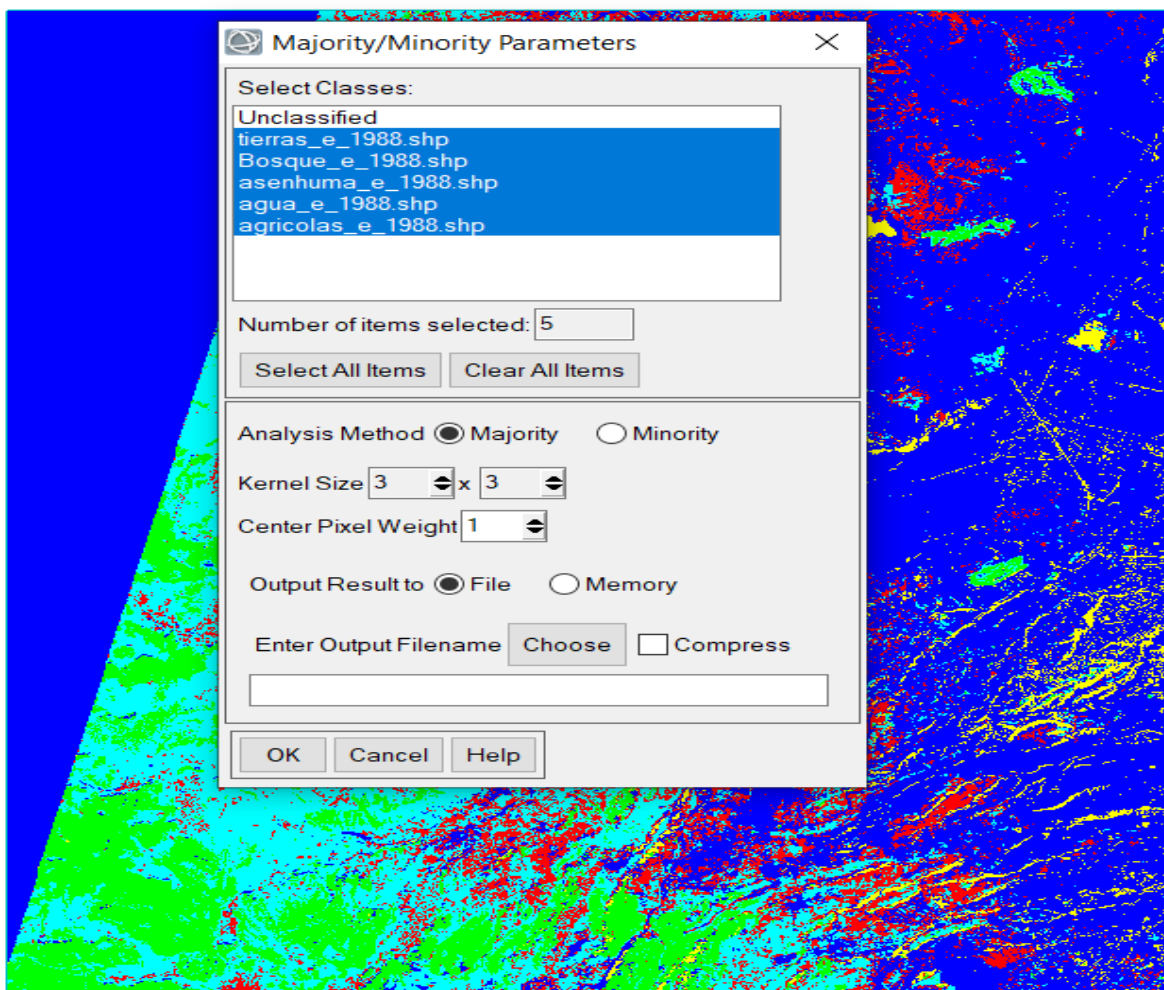 Majority/Minority Parameters
Select Classes:
Unclassified
tierras_e_1988.shp
Bosque_e_1988.shp
asenhuma_e_1988.shp
agua_e_1988.shp
agricolas_e_1988.shp
Number of items selected: 5
Select All Items Clear All Items
Analysis Method Majority Minority
Kernel Size 3 x 3
Center Pixel Weight 1
Output Result to File Memory
Enter Output Filename Choose Compress
OK Cancel Help